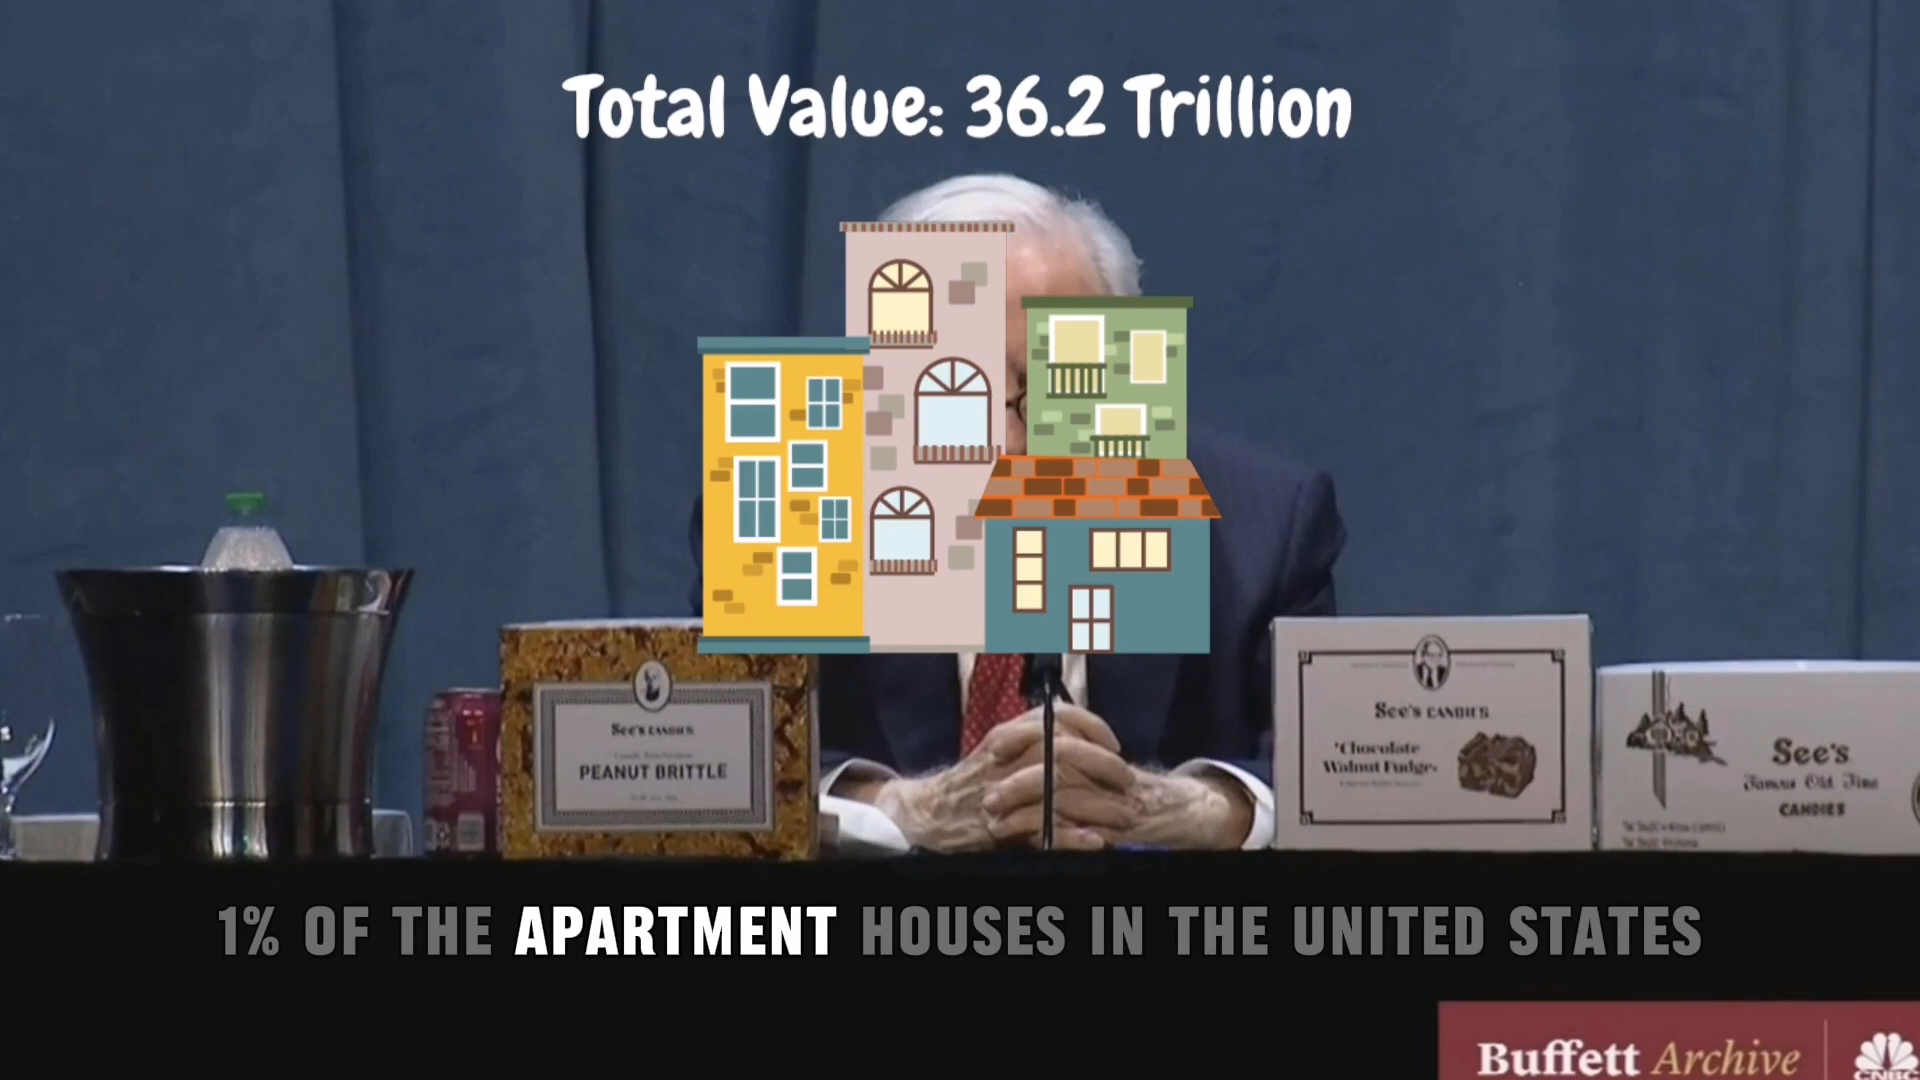 Total Value: 36.2 Trillion
See's CANDIES
PEANUT BRITTLE
See's CANDIES
"Chocolate
Walnut Fudge"
See's
Famous Old Time
CANDIES
1% OF THE APARTMENT HOUSES IN THE UNITED STATES
Buffett Archive
CNBC